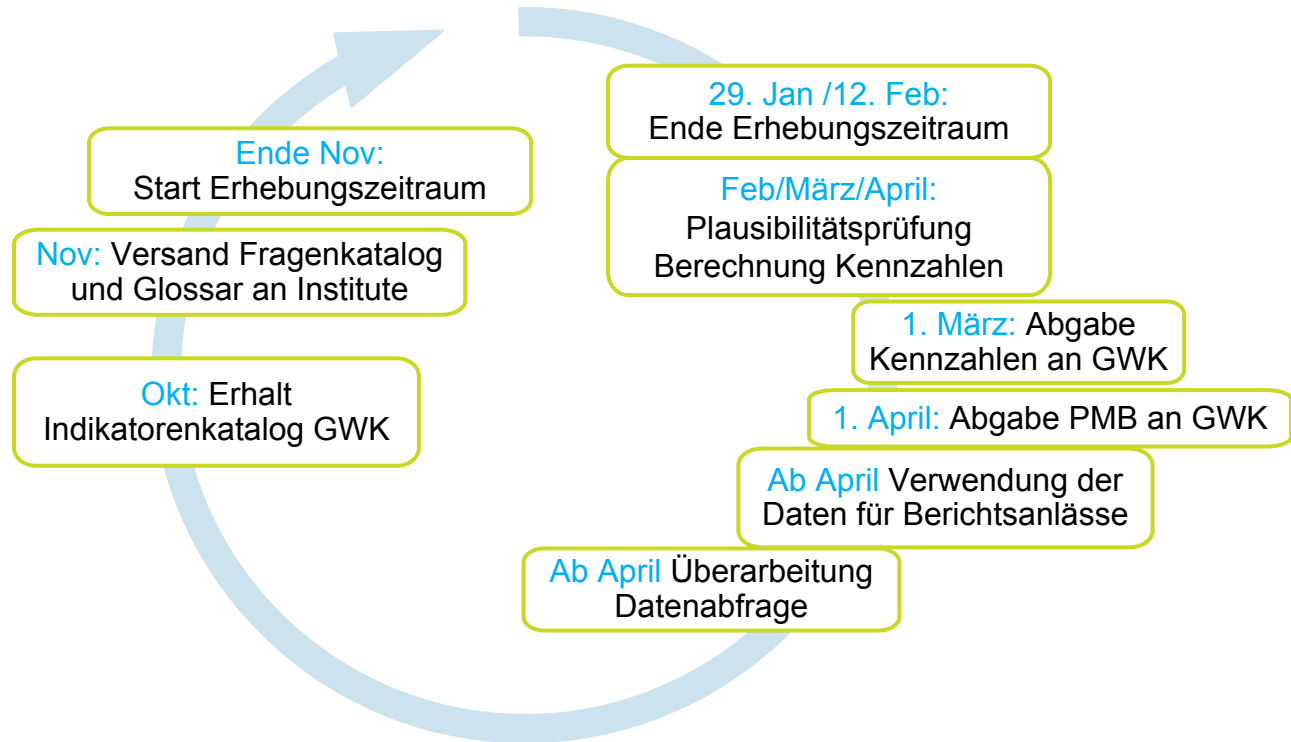 29. Jan /12. Feb:
Ende Erhebungszeitraum
Feb/März/April:
Plausibilitätsprüfung
Berechnung Kennzahlen
1. März: Abgabe
Kennzahlen an GWK
1. April: Abgabe PMB an GWK
Ab April Verwendung der
Daten für Berichtsanlässe
Ab April Überarbeitung
Datenabfrage
Okt: Erhalt
Indikatorenkatalog GWK
Nov: Versand Fragenkatalog
und Glossar an Institute
Ende Nov:
Start Erhebungszeitraum